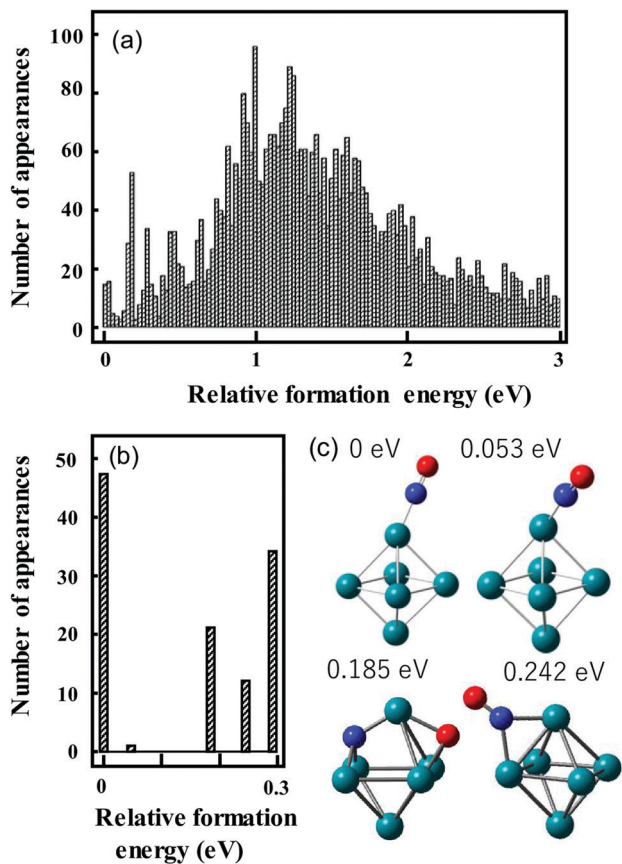 (a)
Number of appearances
100
80
60
40
20
0
0 1 2 3
Relative formation energy (eV)
(b)
Number of appearances
50
40
30
20
10
0
0 0.3
Relative formation
energy (eV)
(c)
0 eV 0.053 eV
0.185 eV 0.242 eV